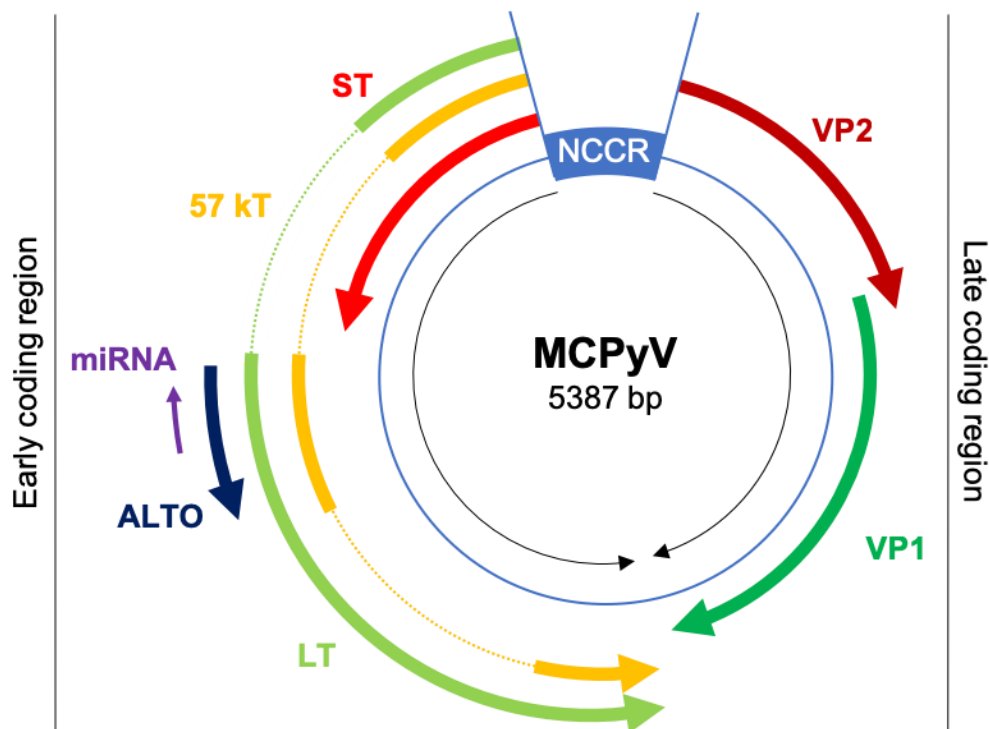 ST
NCCR
VP2
57 kT
Early coding region
Late coding region
MCPyV
5387 bp
miRNA
ALTO
VP1
LT